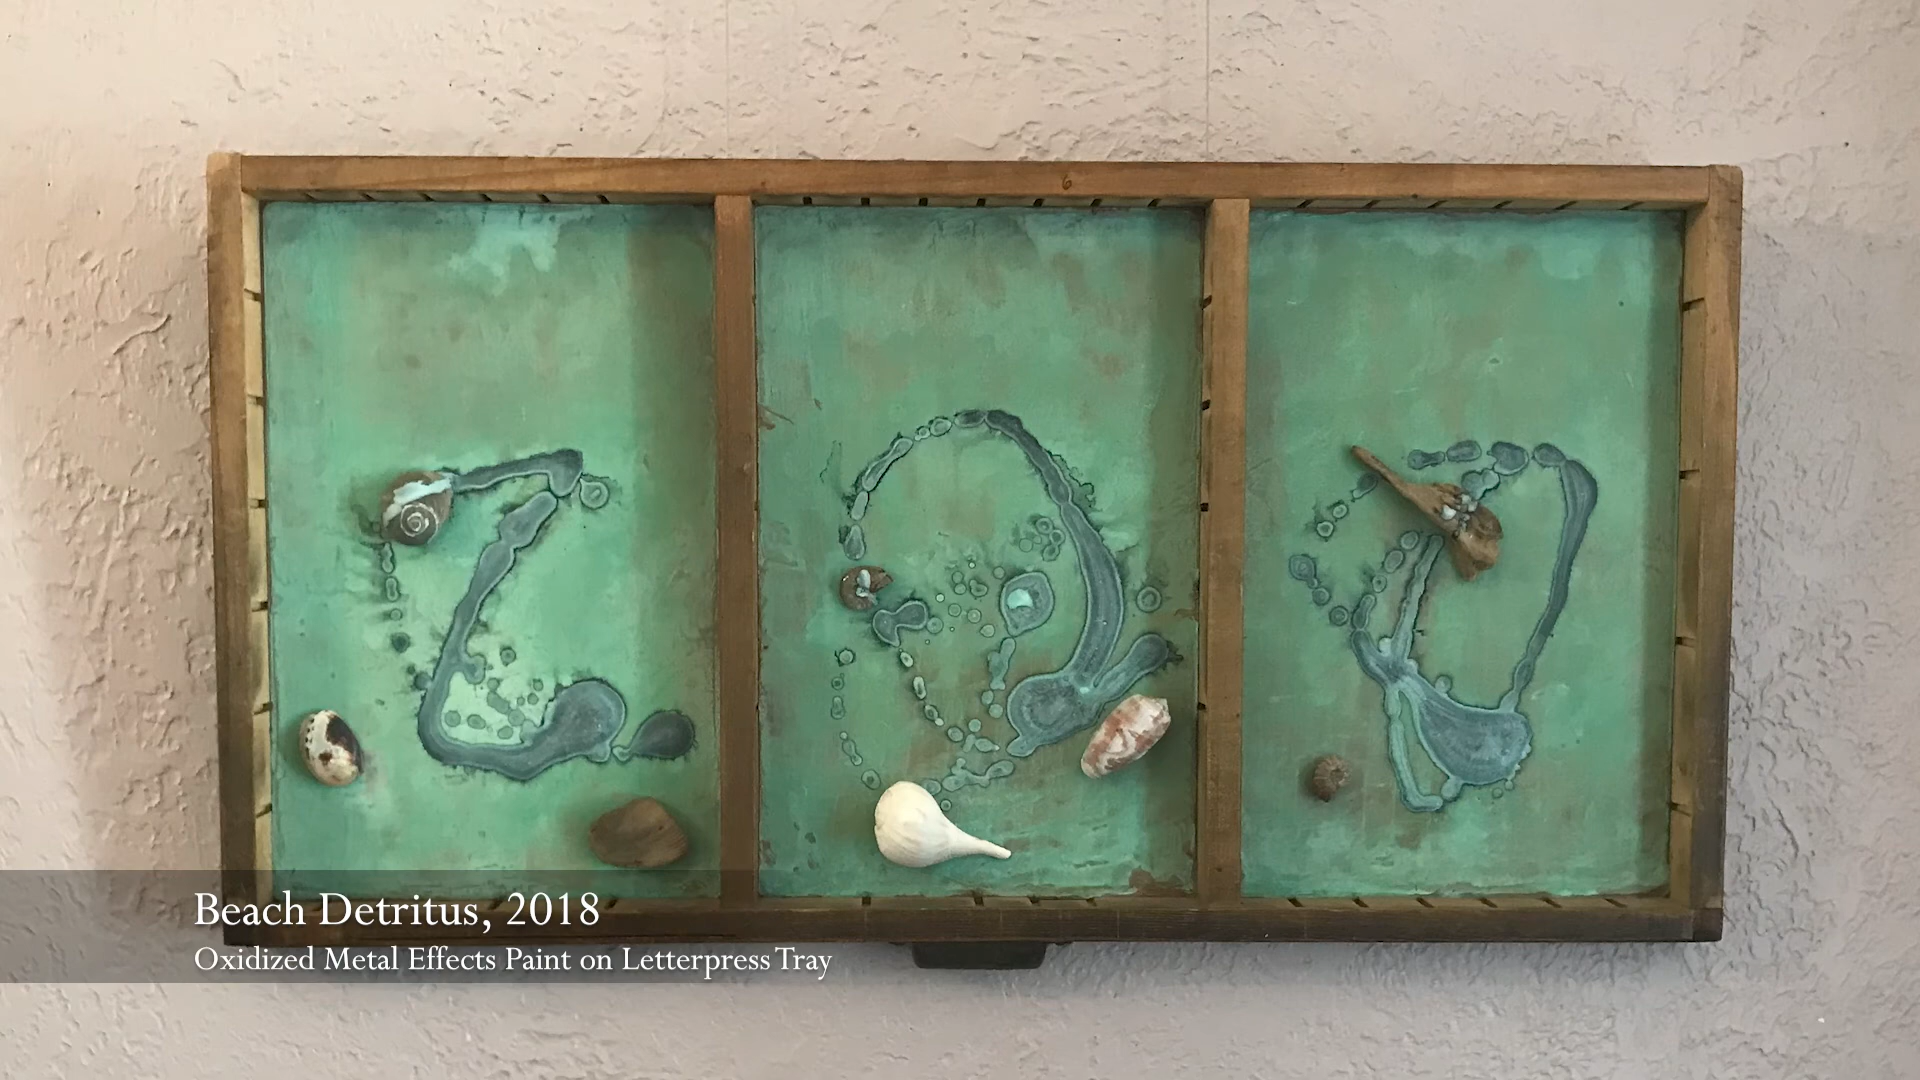 Beach Detritus, 2018
Oxidized Metal Effects Paint on Letterpress Tray